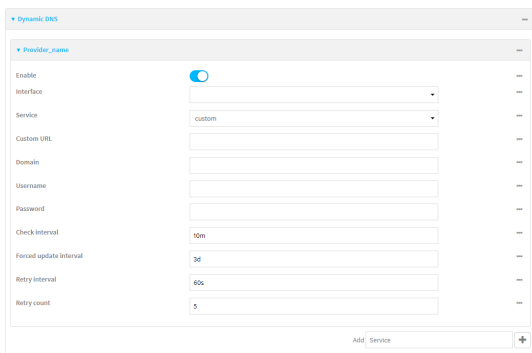 ▼ Dynamic DNS
▼ Provider_name
Enable
Interface
Service custom
Custom URL
Domain
Username
Password
Check interval 10m
Forced update interval 3d
Retry interval 60s
Retry count 5
Add Service